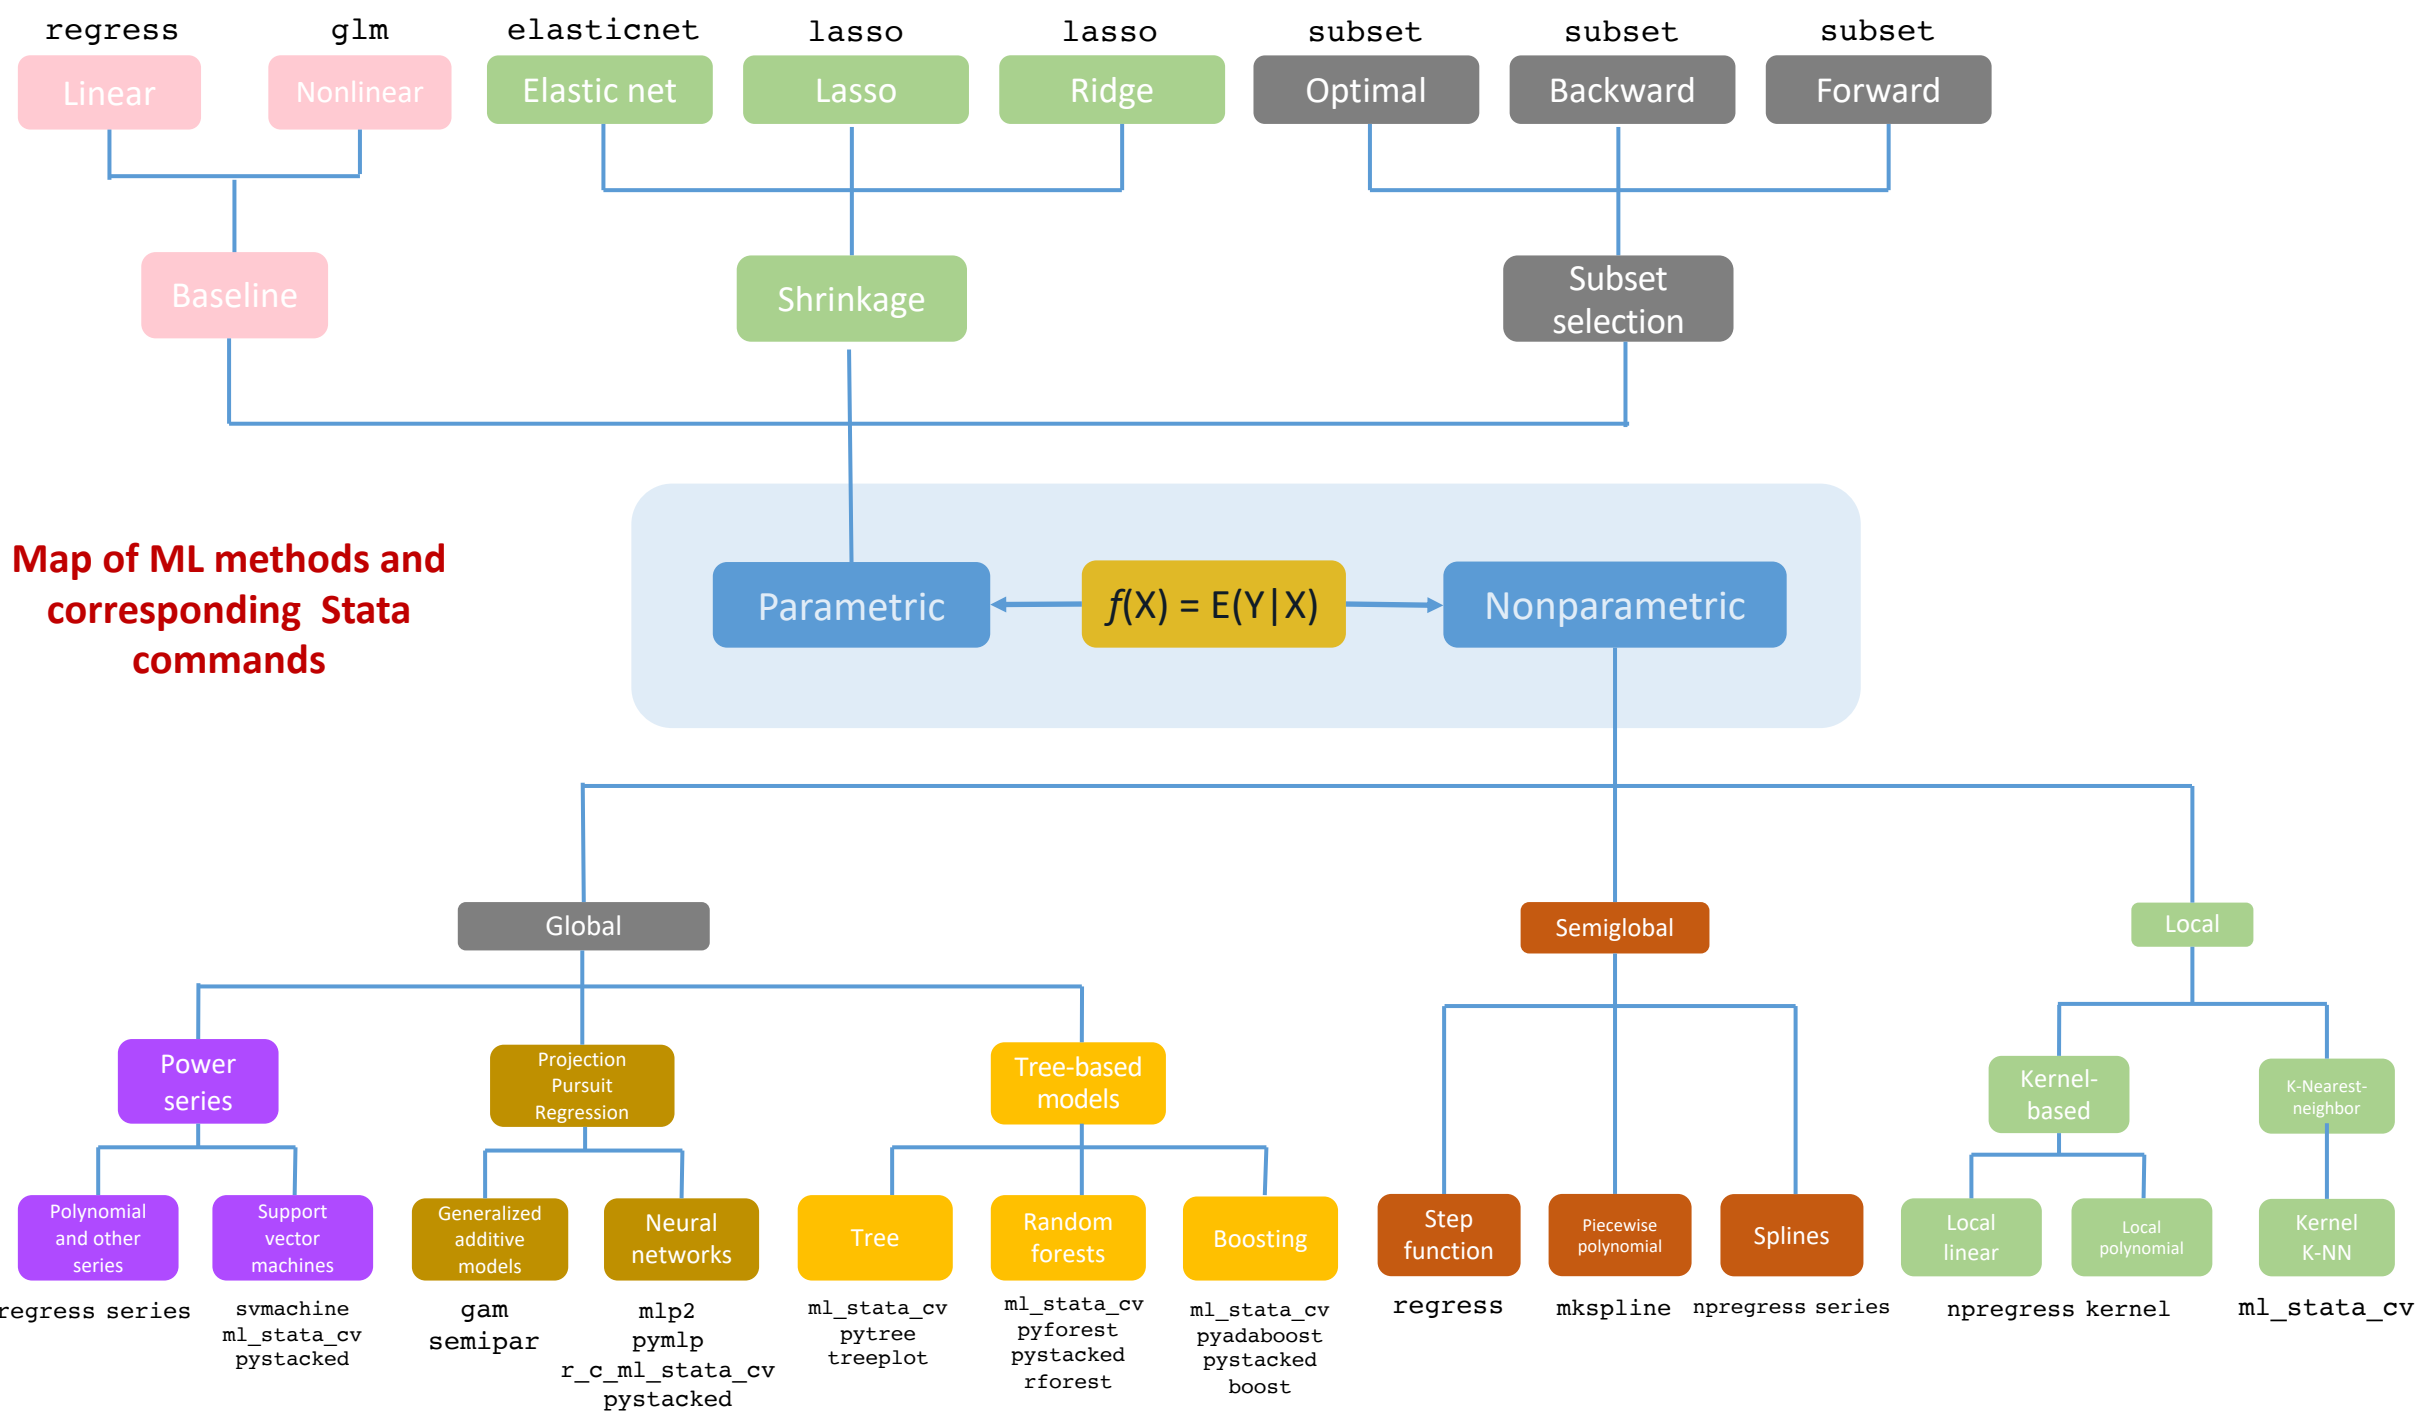 regress
glm
elasticnet
lasso
lasso
subset
subset
subset
Linear
Nonlinear
Elastic net
Lasso
Ridge
Optimal
Backward
Forward
Baseline
Shrinkage
Subset
selection
Map of ML methods and
corresponding Stata
commands
Parametric
f(X) = E(Y|X)
Nonparametric
Global
Semiglobal
Local
Power
series
Projection
Pursuit
Regression
Tree-based
models
Kernel-
based
K-Nearest-
neighbor
Polynomial
and other
series
Support
vector
machines
Generalized
additive
models
Neural
networks
Tree
Random
forests
Boosting
Step
function
Piecewise
polynomial
Splines
Local
linear
Local
polynomial
Kernel
K-NN
regress series
svmachine
ml_stata_cv
pystacked
gam
semipar
mlp2
pymlp
r_c_ml_stata_cv
pystacked
ml_stata_cv
pytree
treeplot
ml_stata_cv
pyforest
pystacked
rforest
ml_stata_cv
pyadaboost
pystacked
boost
regress
mkspline
npregress series
npregress kernel
ml_stata_cv